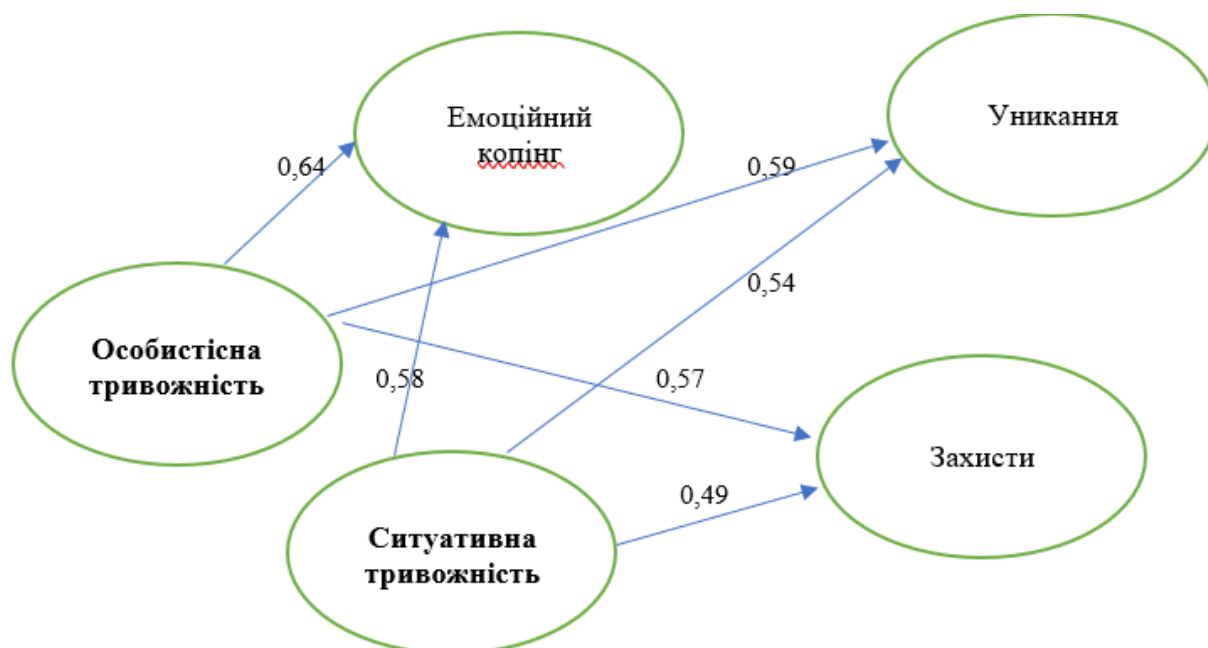 Емоційний
копінг
Уникання
0,64
0,59
Особистісна
тривожність
0,54
0,58
0,57
Захисти
0,49
Ситуативна
тривожність